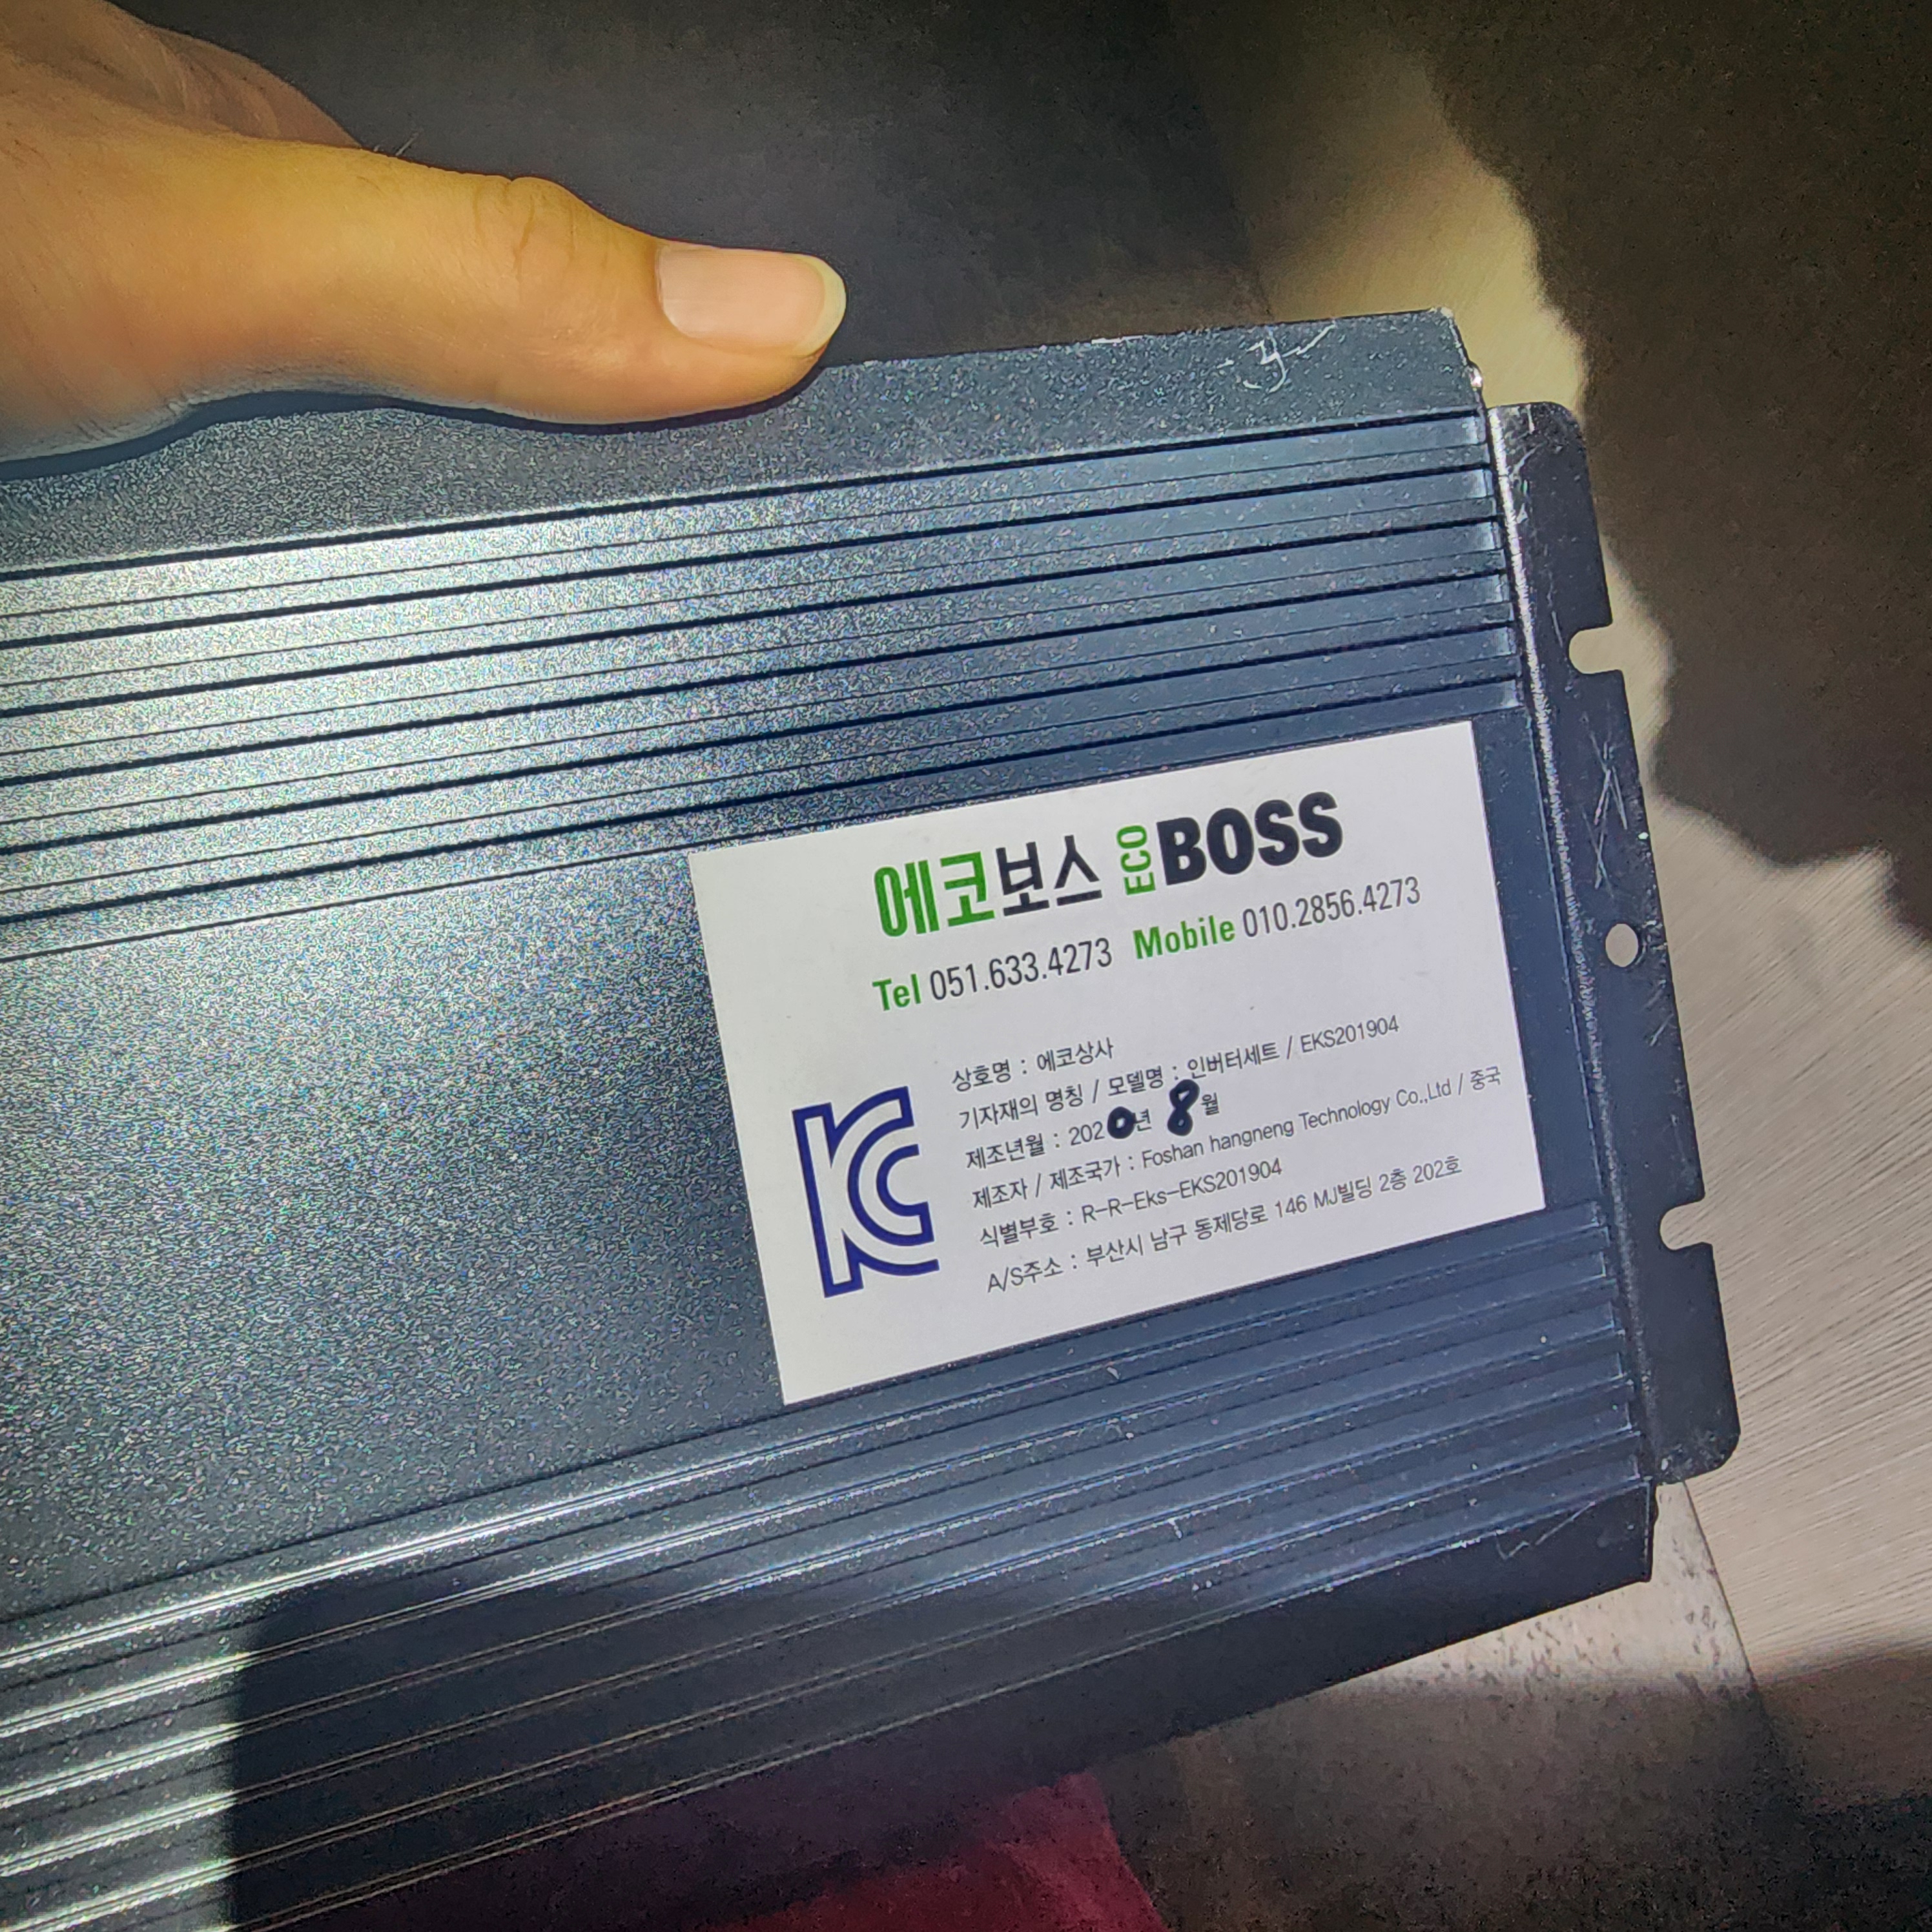 에코보스 ECO BOSS
Tel 051.633.4273 Mobile 010.2856.4273
상호명 : 에코상사
기자재의 명칭 / 모델명 : 인버터세트 / EKS201904
제조년월 : 2020년 8월
제조자 / 제조국가 : Foshan hangneng Technology Co.,Ltd / 중국
식별부호 : R-R-Eks-EKS201904
A/S주소 : 부산시 남구 동제당로 146 MJ빌딩 2층 202호
KC